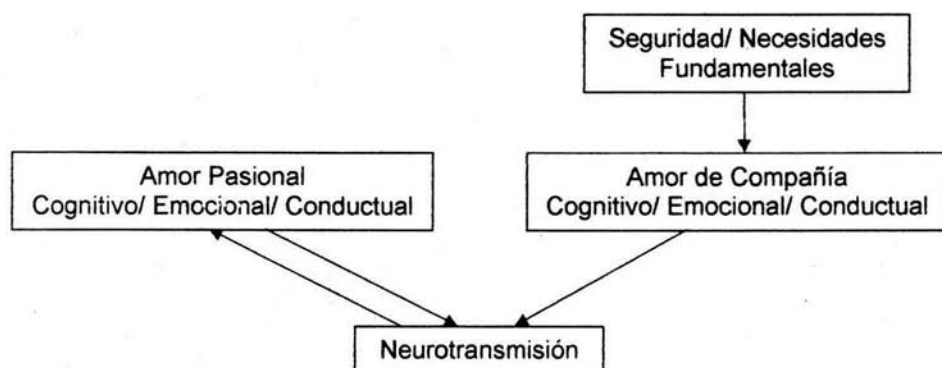 Seguridad/ Necesidades
Fundamentales
Amor Pasional
Cognitivo/ Emocional/ Conductual
Amor de Compañía
Cognitivo/ Emocional/ Conductual
Neurotransmisión